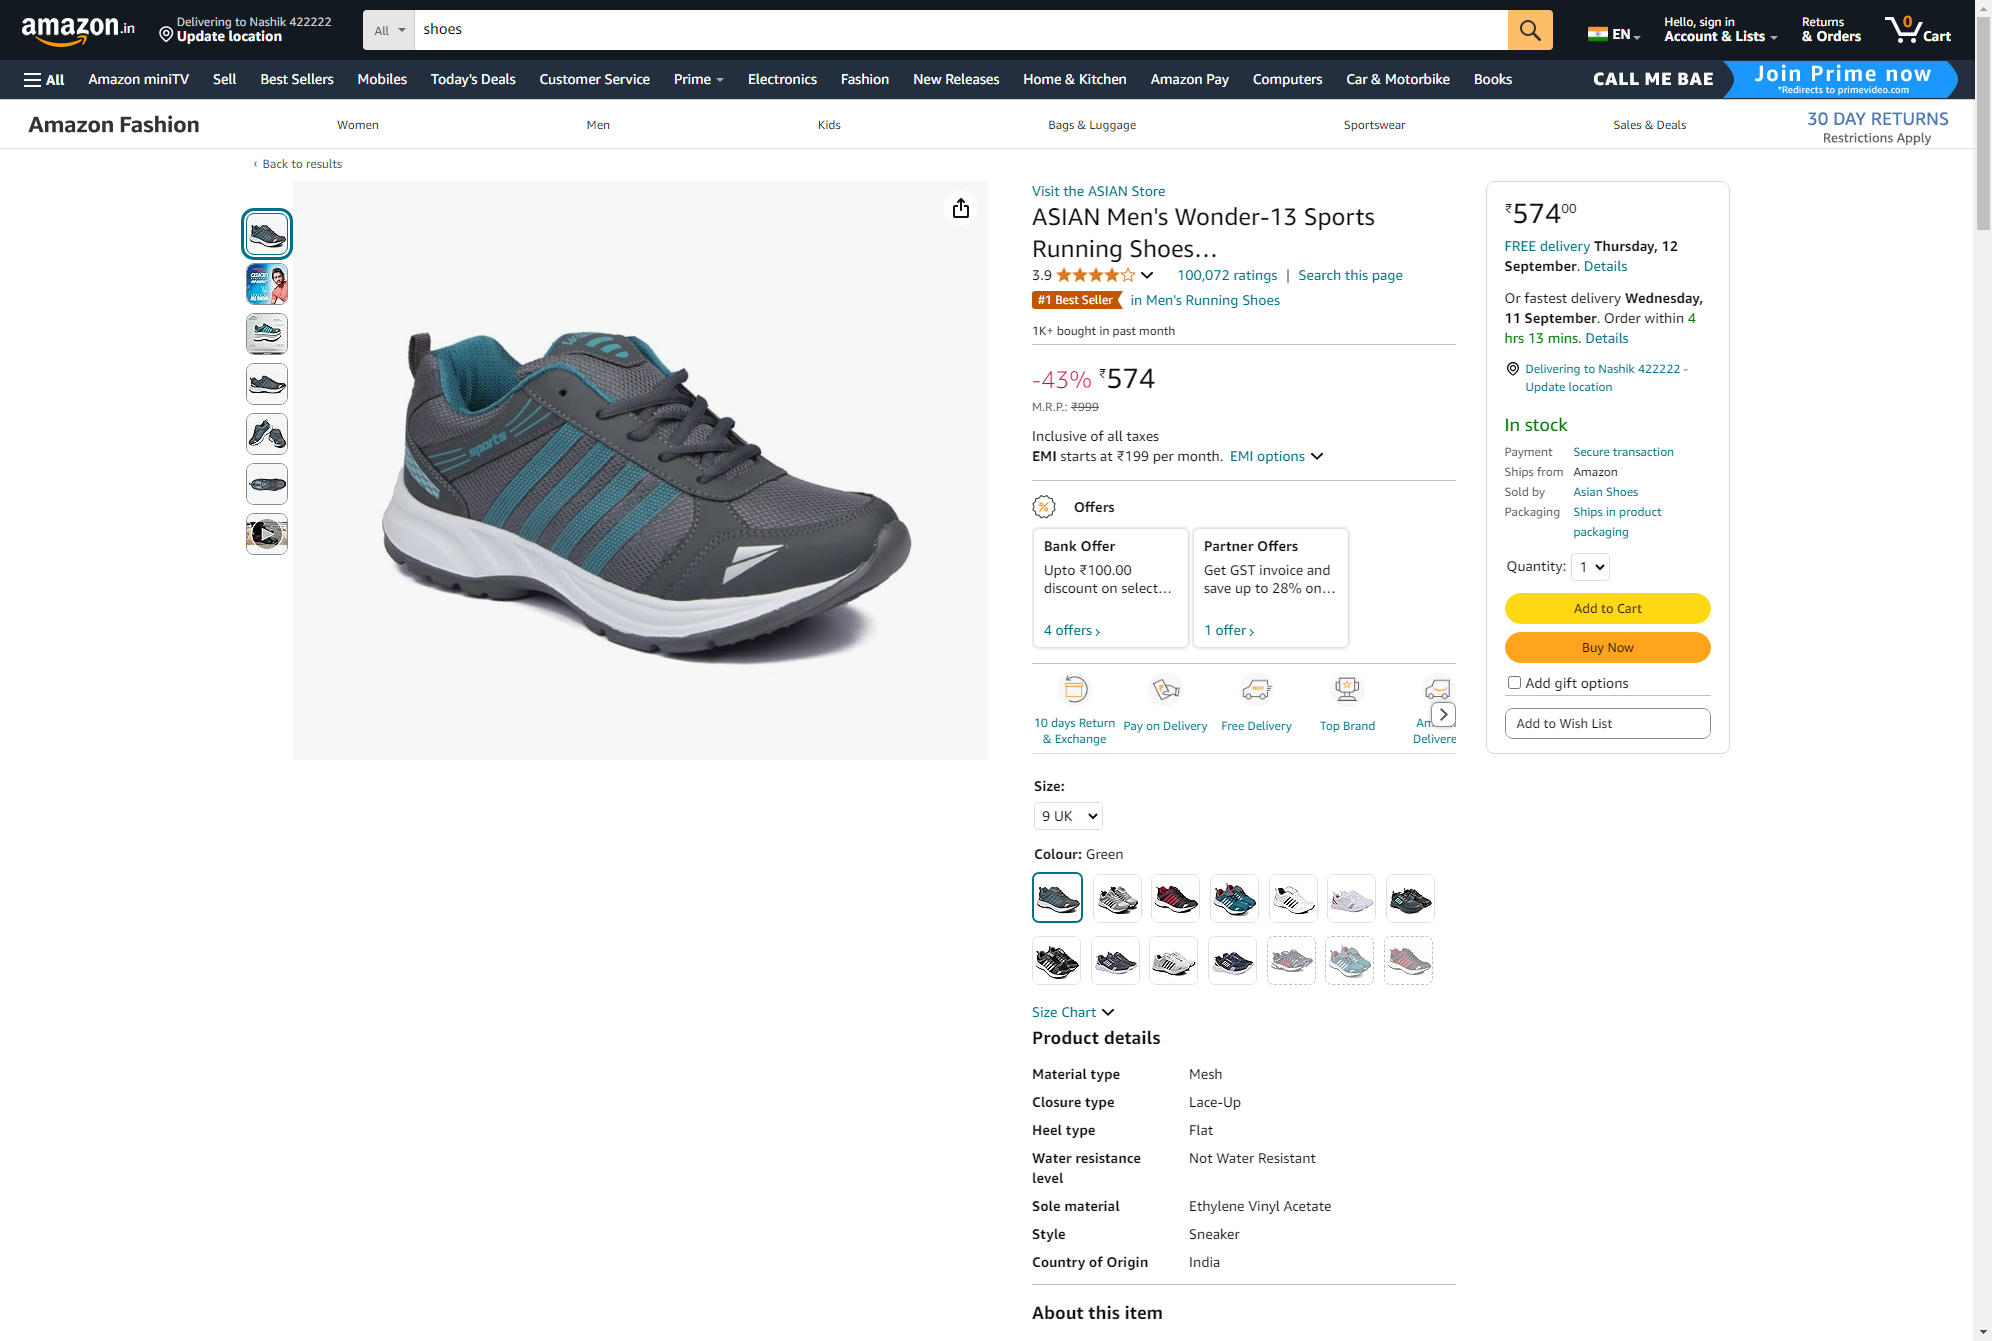 amazon.in
Delivering to Nashik 422222
Update location
All
shoes
EN
Hello, sign in
Account & Lists
Returns
& Orders
0
Cart
All
Amazon miniTV
Sell
Best Sellers
Mobiles
Today's Deals
Customer Service
Prime
Electronics
Fashion
New Releases
Home & Kitchen
Amazon Pay
Computers
Car & Motorbike
Books
CALL ME BAE
Join Prime now
*Redirects to primevideo.com
Amazon Fashion
Women
Men
Kids
Bags & Luggage
Sportswear
Sales & Deals
30 DAY RETURNS
Restrictions Apply
‹ Back to results
sports
Visit the ASIAN Store
ASIAN Men's Wonder-13 Sports
Running Shoes...
3.9
100,072 ratings | Search this page
#1 Best Seller in Men's Running Shoes
1K+ bought in past month
-43% ₹574
M.R.P.: ₹999
Inclusive of all taxes
EMI starts at ₹199 per month. EMI options
Offers
Bank Offer
Upto ₹100.00
discount on select...
4 offers ›
Partner Offers
Get GST invoice and
save up to 28% on...
1 offer ›
10 days Return
& Exchange
Pay on Delivery
Free Delivery
Top Brand
Delivere
Size:
9 UK
Colour: Green
Size Chart
Product details
Material type Mesh
Closure type Lace-Up
Heel type Flat
Water resistance Not Water Resistant
level
Sole material Ethylene Vinyl Acetate
Style Sneaker
Country of Origin India
About this item
₹574 00
FREE delivery Thursday, 12
September. Details
Or fastest delivery Wednesday,
11 September. Order within 4
hrs 13 mins. Details
Delivering to Nashik 422222 -
Update location
In stock
Payment Secure transaction
Ships from Amazon
Sold by Asian Shoes
Packaging Ships in product
packaging
Quantity: 1
Add to Cart
Buy Now
Add gift options
Add to Wish List